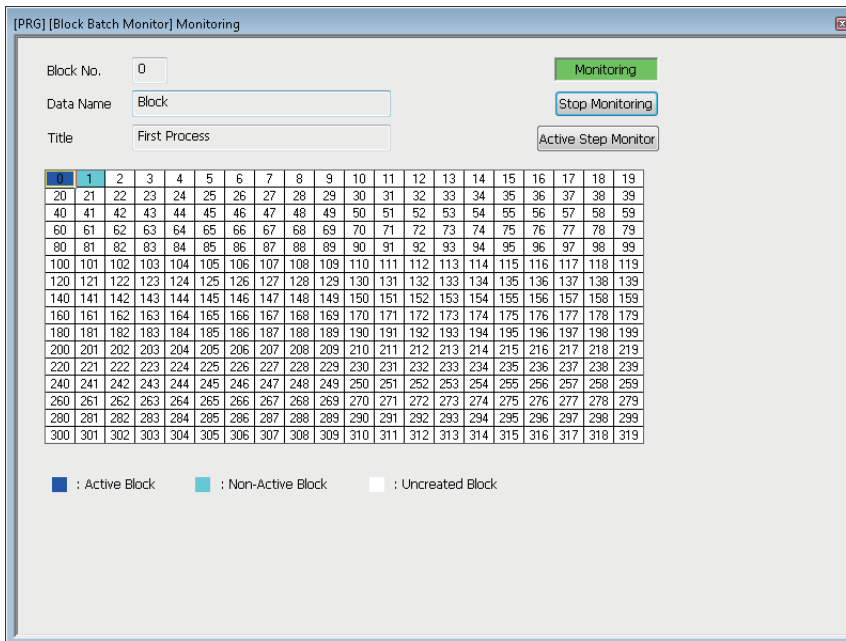 [PRG] [Block Batch Monitor] Monitoring
Block No. 0 Monitoring
Data Name Block Stop Monitoring
Title First Process Active Step Monitor
0 1 2 3 4 5 6 7 8 9 10 11 12 13 14 15 16 17 18 19
20 21 22 23 24 25 26 27 28 29 30 31 32 33 34 35 36 37 38 39
40 41 42 43 44 45 46 47 48 49 50 51 52 53 54 55 56 57 58 59
60 61 62 63 64 65 66 67 68 69 70 71 72 73 74 75 76 77 78 79
80 81 82 83 84 85 86 87 88 89 90 91 92 93 94 95 96 97 98 99
100 101 102 103 104 105 106 107 108 109 110 111 112 113 114 115 116 117 118 119
120 121 122 123 124 125 126 127 128 129 130 131 132 133 134 135 136 137 138 139
140 141 142 143 144 145 146 147 148 149 150 151 152 153 154 155 156 157 158 159
160 161 162 163 164 165 166 167 168 169 170 171 172 173 174 175 176 177 178 179
180 181 182 183 184 185 186 187 188 189 190 191 192 193 194 195 196 197 198 199
200 201 202 203 204 205 206 207 208 209 210 211 212 213 214 215 216 217 218 219
220 221 222 223 224 225 226 227 228 229 230 231 232 233 234 235 236 237 238 239
240 241 242 243 244 245 246 247 248 249 250 251 252 253 254 255 256 257 258 259
260 261 262 263 264 265 266 267 268 269 270 271 272 273 274 275 276 277 278 279
280 281 282 283 284 285 286 287 288 289 290 291 292 293 294 295 296 297 298 299
300 301 302 303 304 305 306 307 308 309 310 311 312 313 314 315 316 317 318 319
: Active Block : Non-Active Block : Uncreated Block